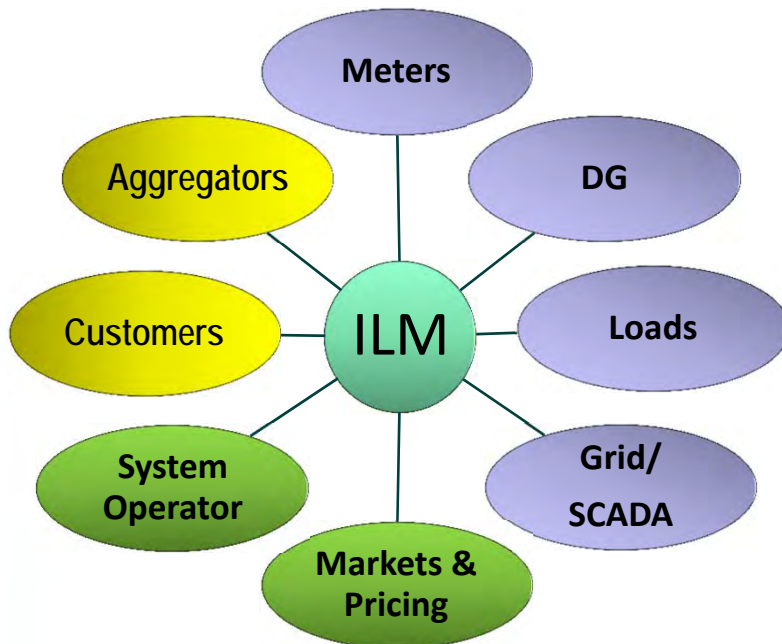 Meters
Aggregators
DG
Customers
ILM
Loads
System
Operator
Grid/
SCADA
Markets &
Pricing